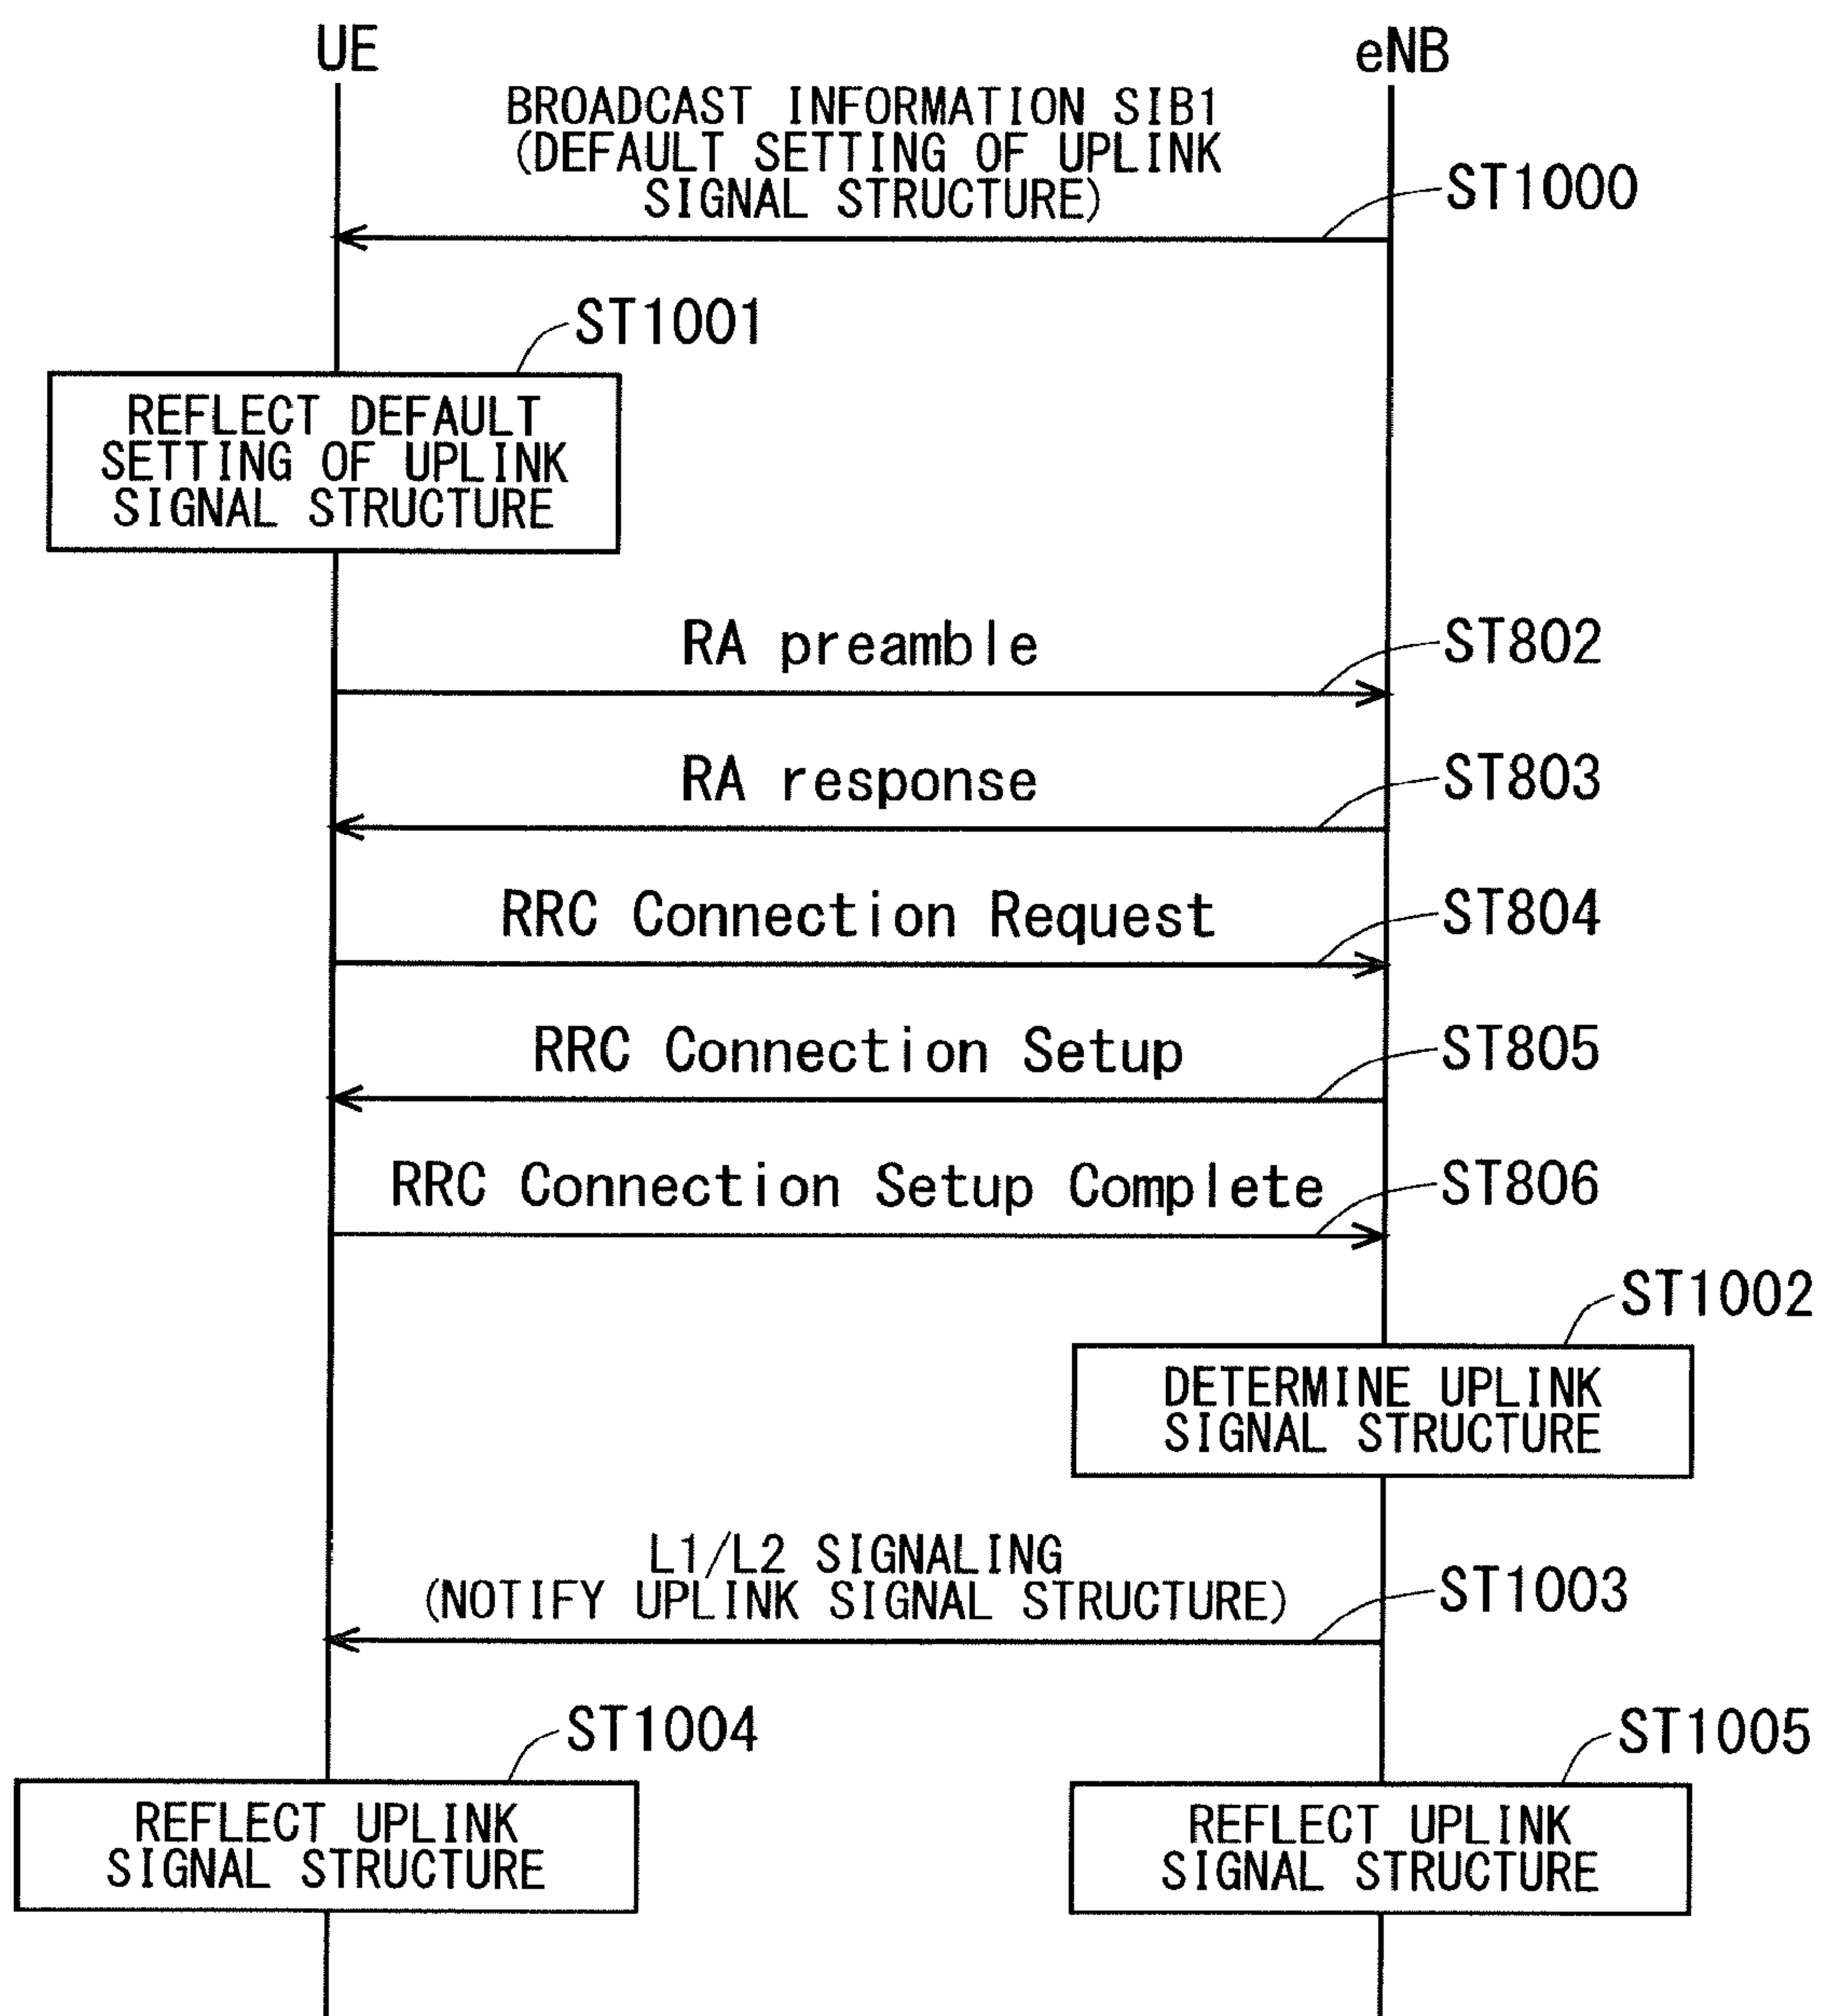 UE
eNB
BROADCAST INFORMATION SIB1
(DEFAULT SETTING OF UPLINK
SIGNAL STRUCTURE)
ST1000
ST1001
REFLECT DEFAULT
SETTING OF UPLINK
SIGNAL STRUCTURE
RA preamble
ST802
RA response
ST803
RRC Connection Request
ST804
RRC Connection Setup
ST805
RRC Connection Setup Complete
ST806
ST1002
DETERMINE UPLINK
SIGNAL STRUCTURE
L1/L2 SIGNALING
(NOTIFY UPLINK SIGNAL STRUCTURE)
ST1003
ST1004
REFLECT UPLINK
SIGNAL STRUCTURE
ST1005
REFLECT UPLINK
SIGNAL STRUCTURE